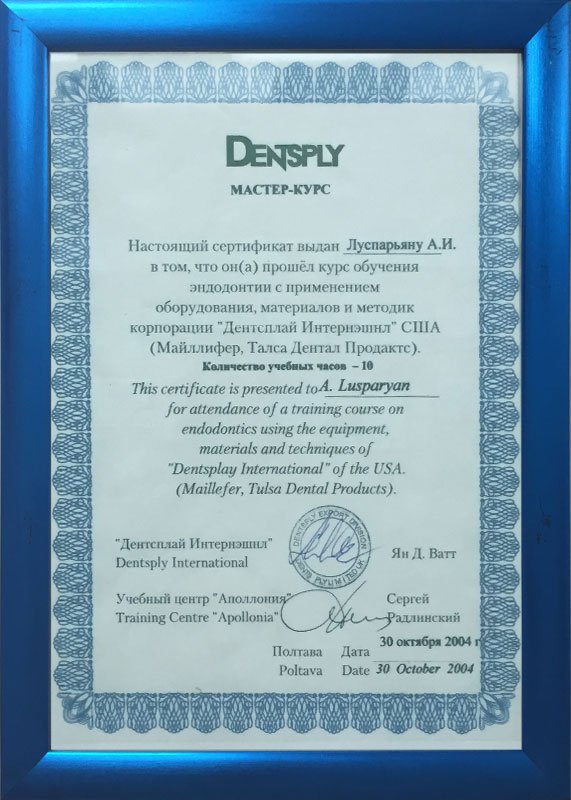 DENTSPLY
МАСТЕР-КУРС
Настоящий сертификат выдан Луспарьяну А.И.
в том, что он(а) прошёл курс обучения
эндодонтии с применением
оборудования, материалов и методик
корпорации "Дентсплай Интернэшнл" США
(Майллифер, Талса Дентал Продактс).
Количество учебных часов – 10
This certificate is presented to A. Lusparyan
for attendance of a training course on
endodontics using the equipment,
materials and techniques of
"Dentsplay International" of the USA.
(Maillefer, Tulsa Dental Products).
DENTSPLY EXPORT DIVISION
LIMITED
"Дентсплай Интернэшнл" Ян Д. Ватт
Dentsply International
Учебный центр "Аполлония" Сергей
Training Centre "Apollonia" Радлинский
Полтава Дата 30 октября 2004 г
Poltava Date 30 October 2004